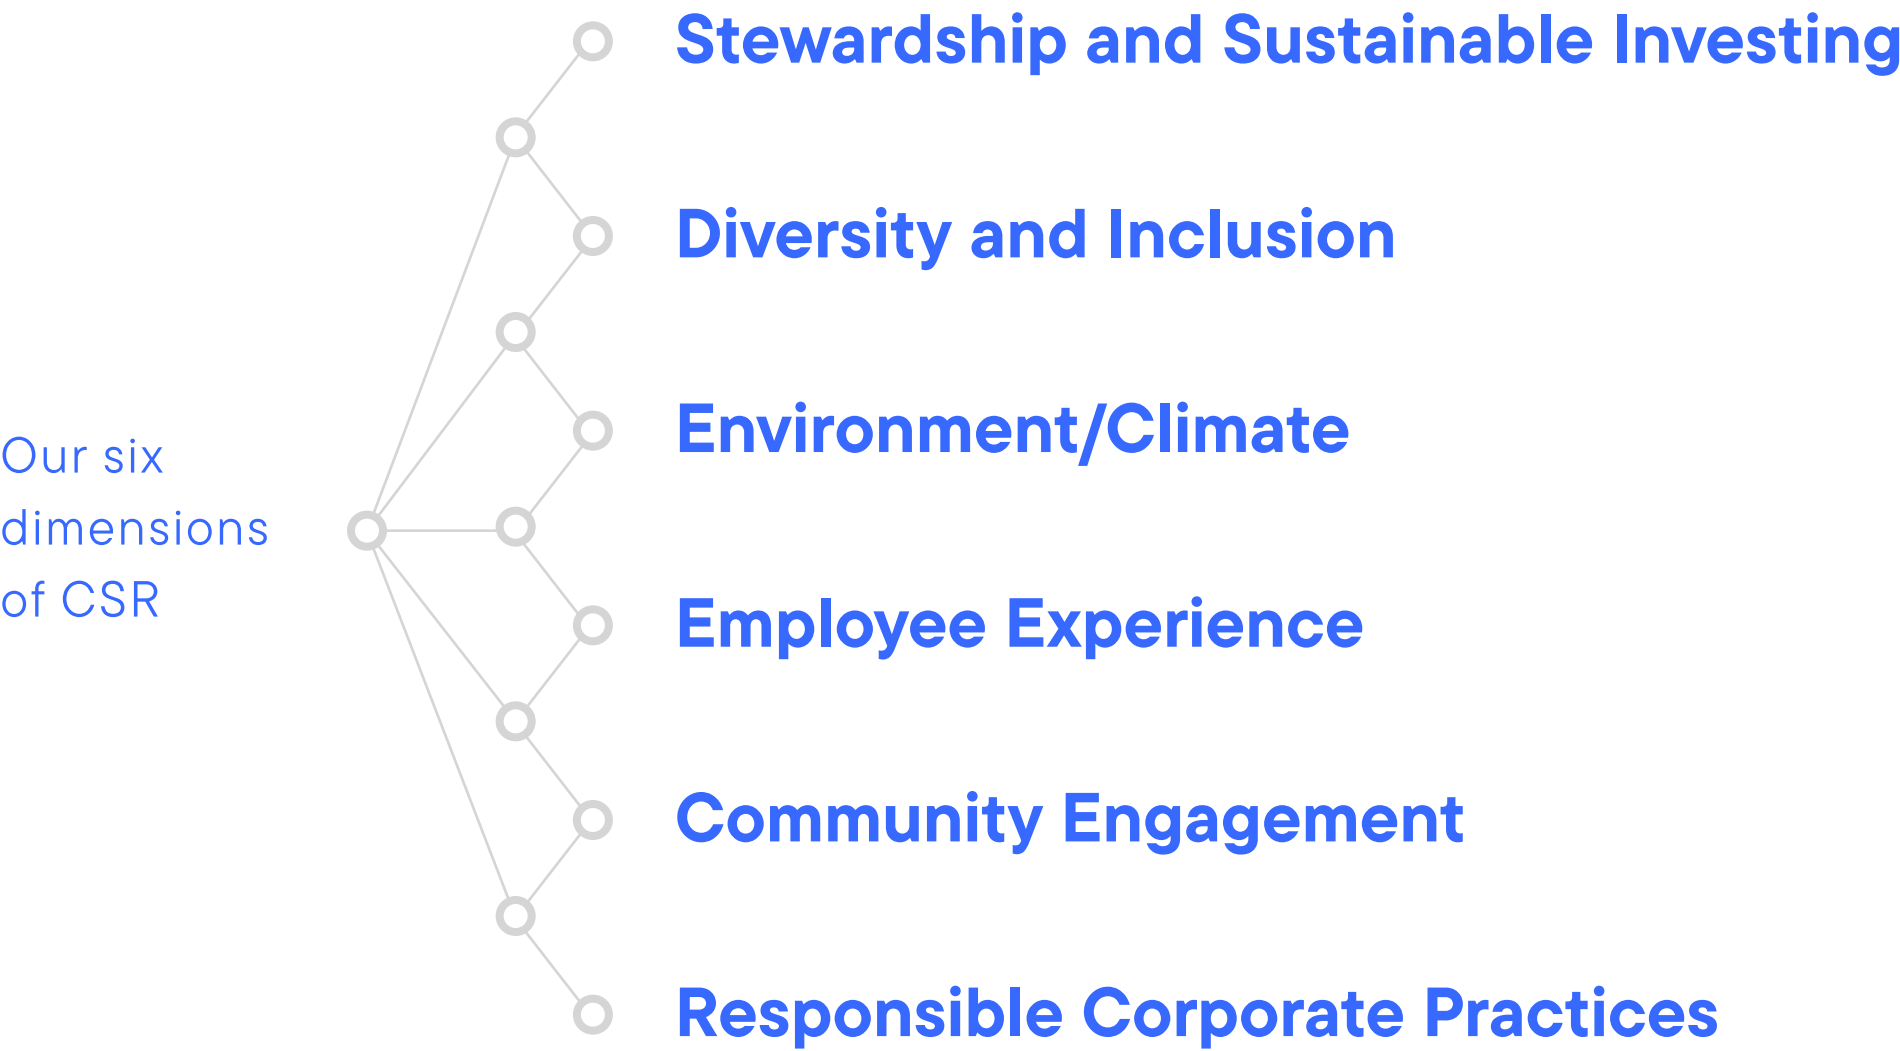 Our six
dimensions
of CSR
Stewardship and Sustainable Investing
Diversity and Inclusion
Environment/Climate
Employee Experience
Community Engagement
Responsible Corporate Practices